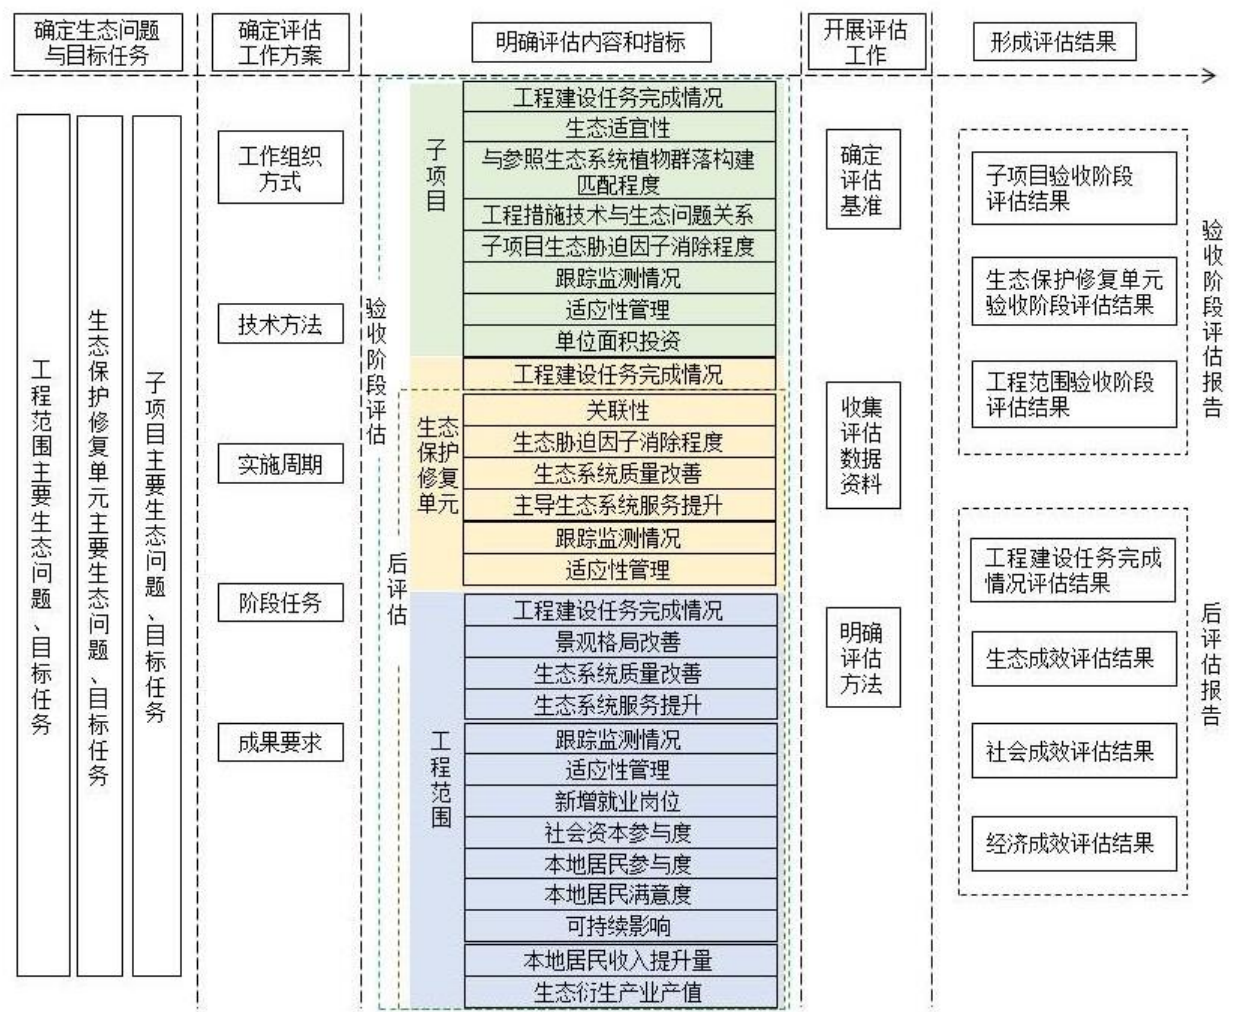 确定生态问题
与目标任务
确定评估
工作方案
明确评估内容和指标
开展评估
工作
形成评估结果
工程范围主要生态问题、目标任务
生态保护修复单元主要生态问题、目标任务
子项目主要生态问题、目标任务
工作组织
方式
技术方法
实施周期
阶段任务
成果要求
验收阶段评估
后评估
子项目
工程建设任务完成情况
生态适宜性
与参照生态系统植物群落构建
匹配程度
工程措施技术与生态问题关系
子项目生态胁迫因子消除程度
跟踪监测情况
适应性管理
单位面积投资
生态
保护
修复
单元
工程建设任务完成情况
关联性
生态胁迫因子消除程度
生态系统质量改善
主导生态系统服务提升
跟踪监测情况
适应性管理
工程范围
工程建设任务完成情况
景观格局改善
生态系统质量改善
生态系统服务提升
跟踪监测情况
适应性管理
新增就业岗位
社会资本参与度
本地居民参与度
本地居民满意度
可持续影响
本地居民收入提升量
生态衍生产业产值
确定
评估
基准
收集
评估
数据
资料
明确
评估
方法
子项目验收阶段
评估结果
生态保护修复单元
验收阶段评估结果
工程范围验收阶段
评估结果
验收阶段评估报告
工程建设任务完成
情况评估结果
生态成效评估结果
社会成效评估结果
经济成效评估结果
后评估报告